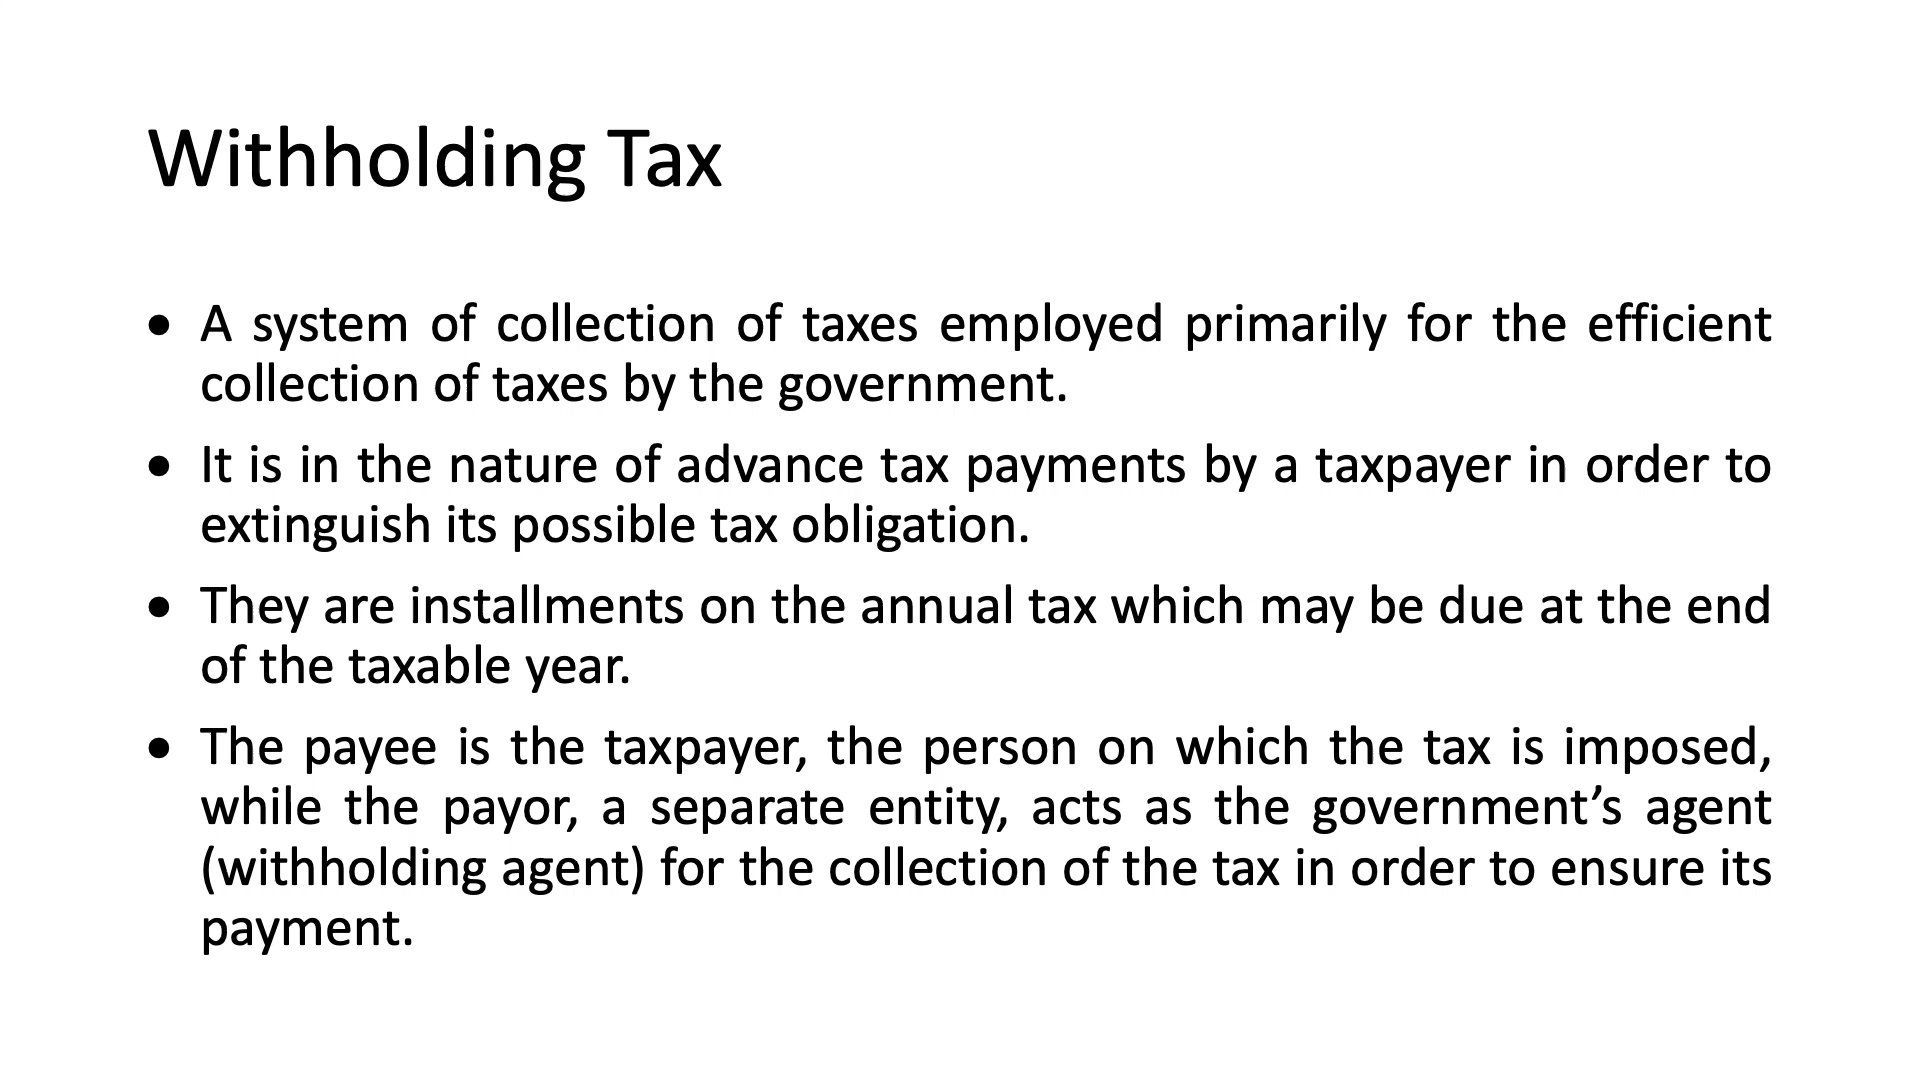 Withholding Tax
• A system of collection of taxes employed primarily for the efficient
collection of taxes by the government.
• It is in the nature of advance tax payments by a taxpayer in order to
extinguish its possible tax obligation.
• They are installments on the annual tax which may be due at the end
of the taxable year.
• The payee is the taxpayer, the person on which the tax is imposed,
while the payor, a separate entity, acts as the government’s agent
(withholding agent) for the collection of the tax in order to ensure its
payment.